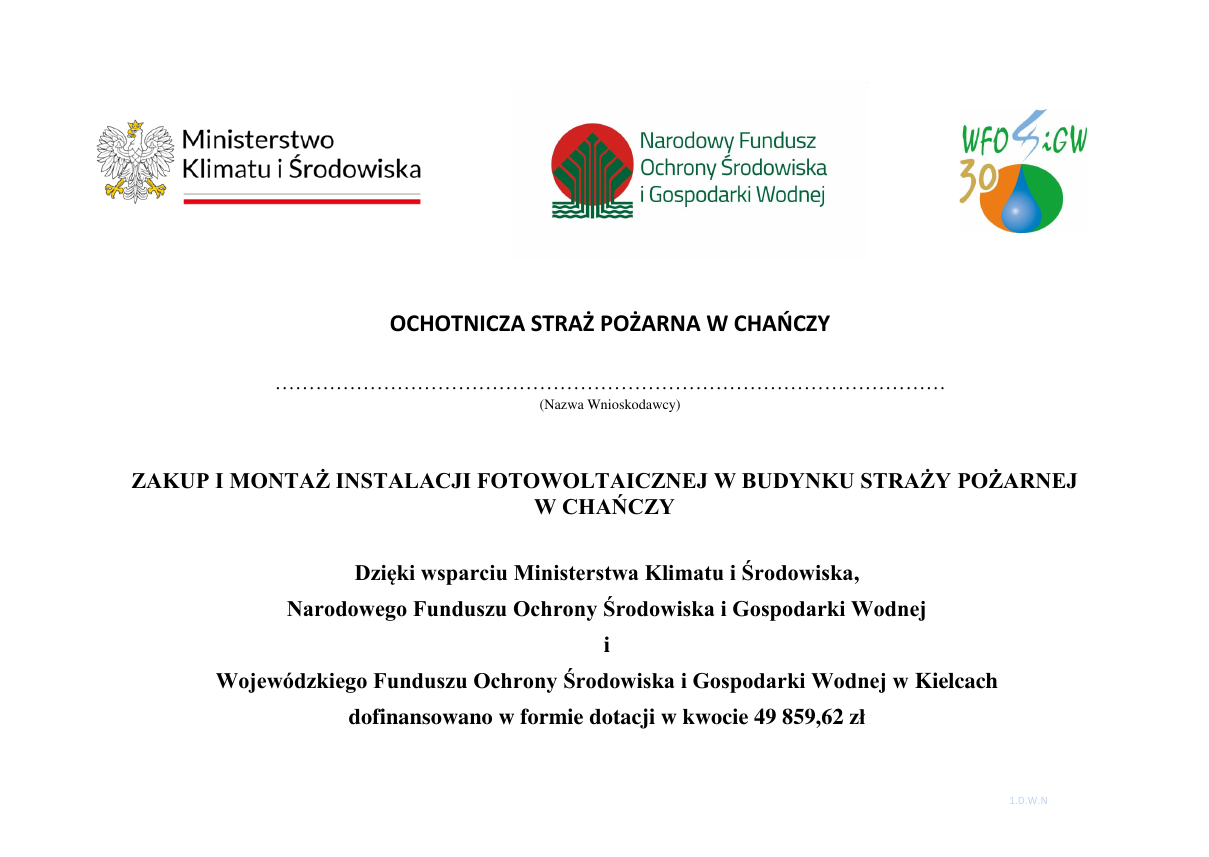 Ministerstwo
Klimatu i Środowiska
Narodowy Fundusz
Ochrony Środowiska
i Gospodarki Wodnej
WFOŚiGW
30
OCHOTNICZA STRAŻ POŻARNA W CHAŃCZY
…………………………………………………………………………………………
(Nazwa Wnioskodawcy)
ZAKUP I MONTAŻ INSTALACJI FOTOWOLTAICZNEJ W BUDYNKU STRAŻY POŻARNEJ
W CHAŃCZY
Dzięki wsparciu Ministerstwa Klimatu i Środowiska,
Narodowego Funduszu Ochrony Środowiska i Gospodarki Wodnej
i
Wojewódzkiego Funduszu Ochrony Środowiska i Gospodarki Wodnej w Kielcach
dofinansowano w formie dotacji w kwocie 49 859,62 zł
1.D.W.N